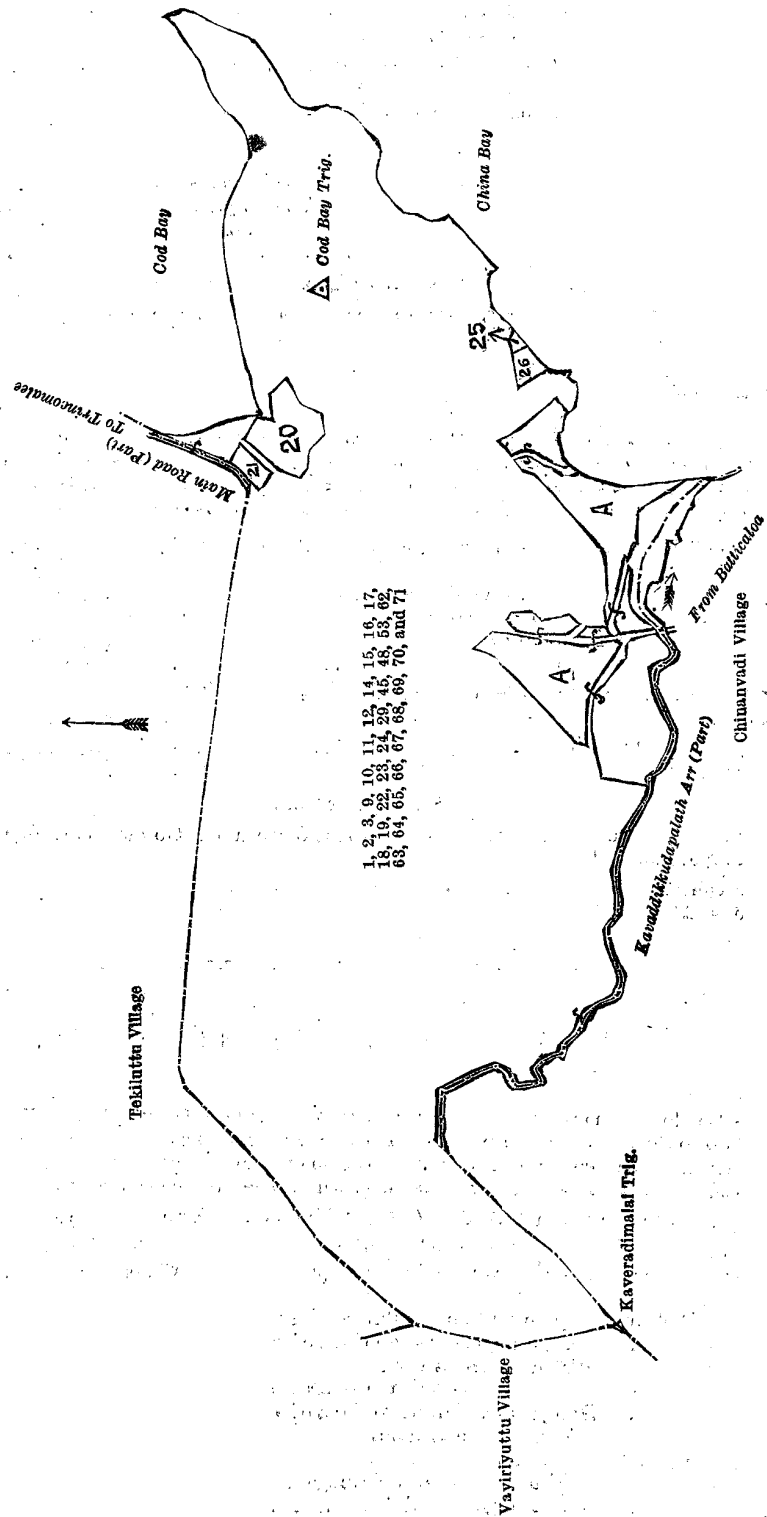 Cod Bay
Cod Bay Trig.
China Bay
To Trincomalee
Main Road (Part)
21
20
25
26
A
A
From Batticaloa
Chinanvadi Village
1, 2, 3, 9, 10, 11, 12, 14, 15, 16, 17,
18, 19, 22, 23, 24, 29, 45, 48, 53, 62,
63, 64, 65, 66, 67, 68, 69, 70, and 71
Kavaddikkudapalath Arr (Part)
Tekiluttu Village
Kaveradimalai Trig.
Vayiriyuttu Village